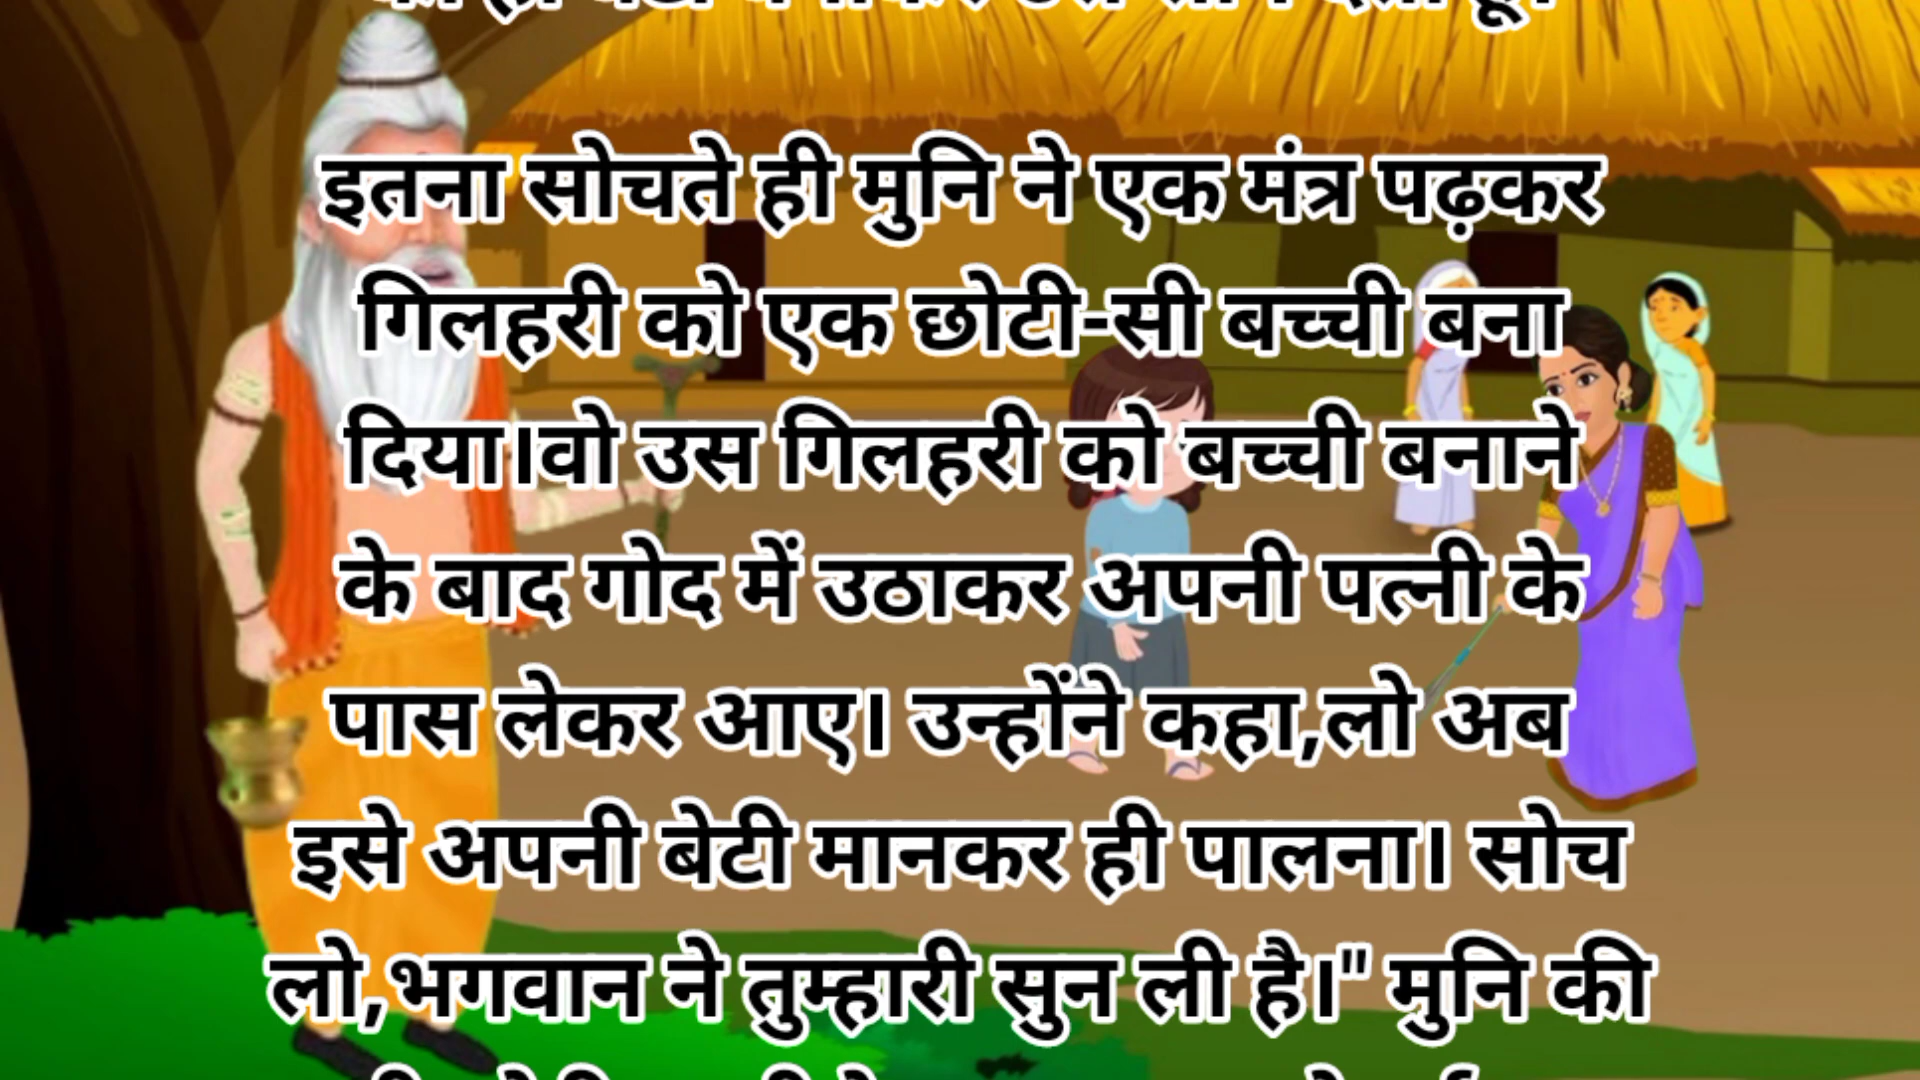 इतना सोचते ही मुनि ने एक मंत्र पढ़कर
गिलहरी को एक छोटी-सी बच्ची बना
दिया।वो उस गिलहरी को बच्ची बनाने
के बाद गोद में उठाकर अपनी पत्नी के
पास लेकर आए। उन्होंने कहा,लो अब
इसे अपनी बेटी मानकर ही पालना। सोच
लो,भगवान ने तुम्हारी सुन ली है।" मुनि की